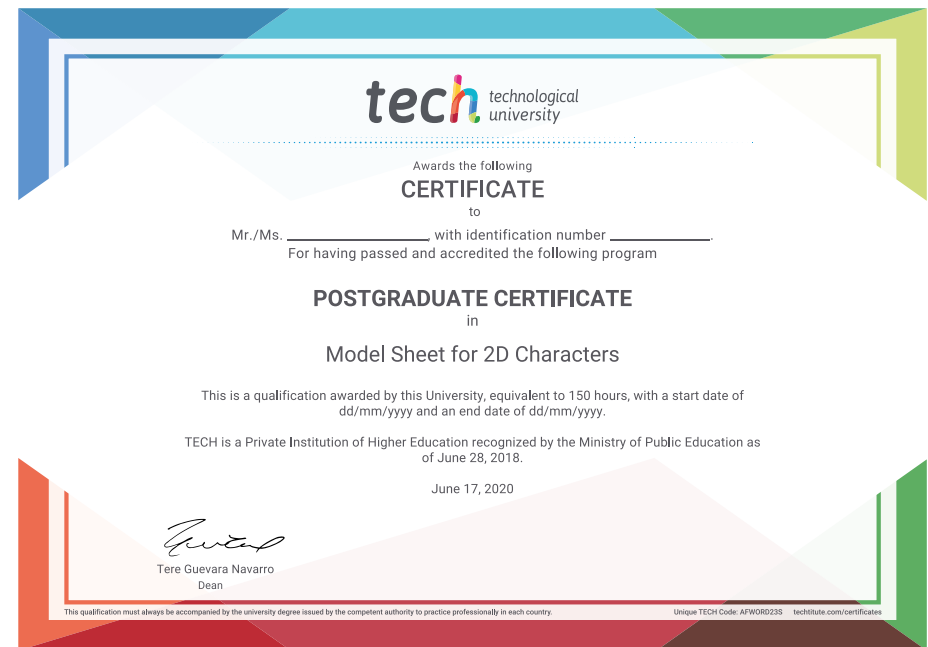 tech technological
university
Awards the following
CERTIFICATE
to
Mr./Ms. ____________, with identification number ____________.
For having passed and accredited the following program
POSTGRADUATE CERTIFICATE
in
Model Sheet for 2D Characters
This is a qualification awarded by this University, equivalent to 150 hours, with a start date of
dd/mm/yyyy and an end date of dd/mm/yyyy.
TECH is a Private Institution of Higher Education recognized by the Ministry of Public Education as
of June 28, 2018.
June 17, 2020
Tere Guevara Navarro
Dean
This qualification must always be accompanied by the university degree issued by the competent authority to practice professionally in each country.
Unique TECH Code: AFWORD23S techtitute.com/certificates